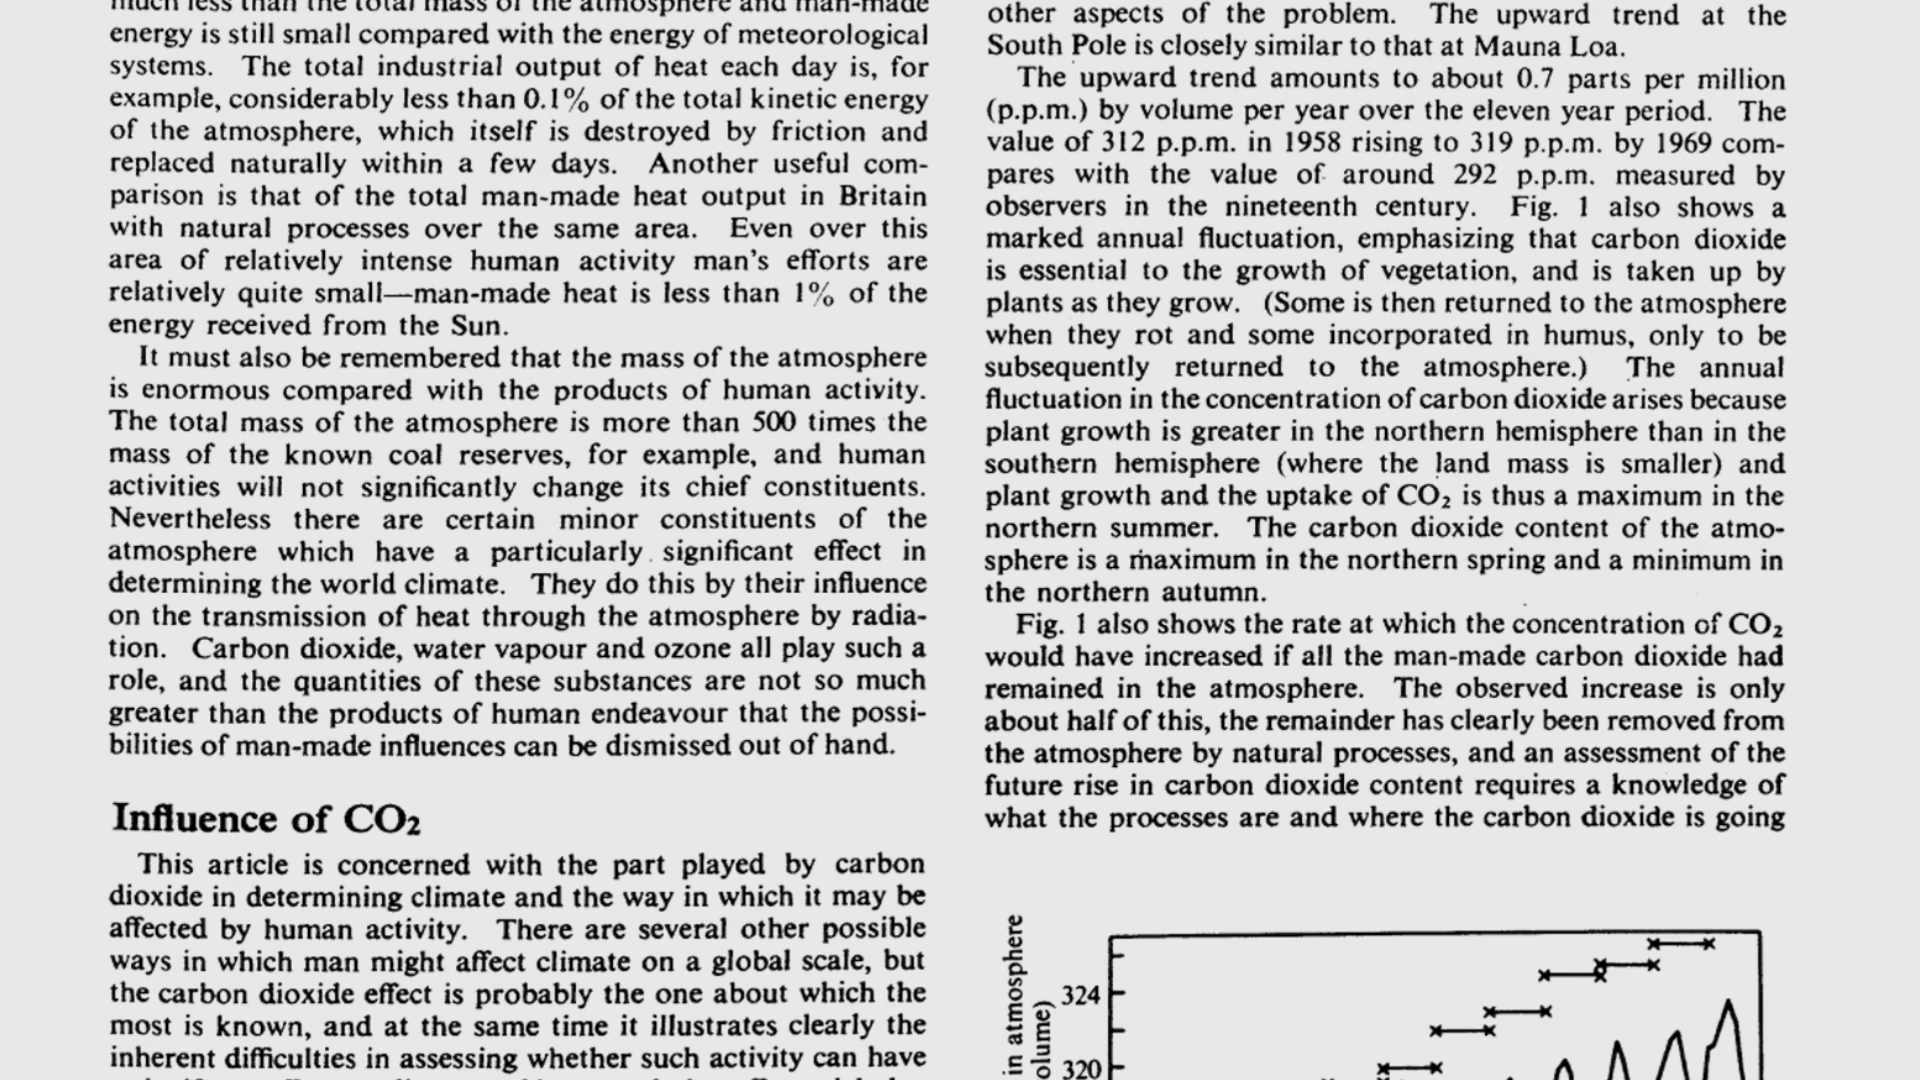 much less than the total mass of the atmosphere and man-made
energy is still small compared with the energy of meteorological
systems. The total industrial output of heat each day is, for
example, considerably less than 0.1% of the total kinetic energy
of the atmosphere, which itself is destroyed by friction and
replaced naturally within a few days. Another useful com-
parison is that of the total man-made heat output in Britain
with natural processes over the same area. Even over this
area of relatively intense human activity man's efforts are
relatively quite small—man-made heat is less than 1% of the
energy received from the Sun.
It must also be remembered that the mass of the atmosphere
is enormous compared with the products of human activity.
The total mass of the atmosphere is more than 500 times the
mass of the known coal reserves, for example, and human
activities will not significantly change its chief constituents.
Nevertheless there are certain minor constituents of the
atmosphere which have a particularly significant effect in
determining the world climate. They do this by their influence
on the transmission of heat through the atmosphere by radia-
tion. Carbon dioxide, water vapour and ozone all play such a
role, and the quantities of these substances are not so much
greater than the products of human endeavour that the possi-
bilities of man-made influences can be dismissed out of hand.
Influence of CO₂
This article is concerned with the part played by carbon
dioxide in determining climate and the way in which it may be
affected by human activity. There are several other possible
ways in which man might affect climate on a global scale, but
the carbon dioxide effect is probably the one about which the
most is known, and at the same time it illustrates clearly the
inherent difficulties in assessing whether such activity can have
other aspects of the problem. The upward trend at the
South Pole is closely similar to that at Mauna Loa.
The upward trend amounts to about 0.7 parts per million
(p.p.m.) by volume per year over the eleven year period. The
value of 312 p.p.m. in 1958 rising to 319 p.p.m. by 1969 com-
pares with the value of around 292 p.p.m. measured by
observers in the nineteenth century. Fig. 1 also shows a
marked annual fluctuation, emphasizing that carbon dioxide
is essential to the growth of vegetation, and is taken up by
plants as they grow. (Some is then returned to the atmosphere
when they rot and some incorporated in humus, only to be
subsequently returned to the atmosphere.) The annual
fluctuation in the concentration of carbon dioxide arises because
plant growth is greater in the northern hemisphere than in the
southern hemisphere (where the land mass is smaller) and
plant growth and the uptake of CO₂ is thus a maximum in the
northern summer. The carbon dioxide content of the atmo-
sphere is a maximum in the northern spring and a minimum in
the northern autumn.
Fig. 1 also shows the rate at which the concentration of CO₂
would have increased if all the man-made carbon dioxide had
remained in the atmosphere. The observed increase is only
about half of this, the remainder has clearly been removed from
the atmosphere by natural processes, and an assessment of the
future rise in carbon dioxide content requires a knowledge of
what the processes are and where the carbon dioxide is going
in atmosphere
olume)
324
320